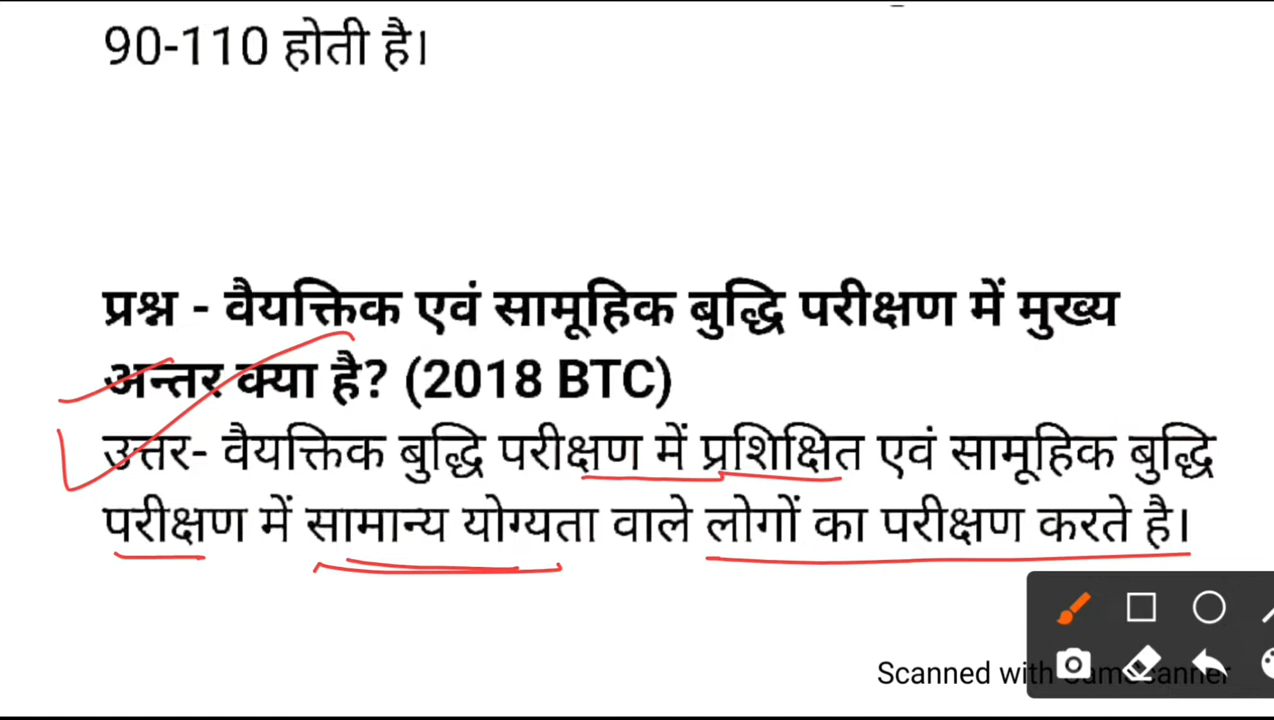 90-110 होती है।
प्रश्न - वैयक्तिक एवं सामूहिक बुद्धि परीक्षण में मुख्य
अन्तर क्या है? (2018 BTC)
उत्तर- वैयक्तिक बुद्धि परीक्षण में प्रशिक्षित एवं सामूहिक बुद्धि
परीक्षण में सामान्य योग्यता वाले लोगों का परीक्षण करते है।
Scanned with CamScanner